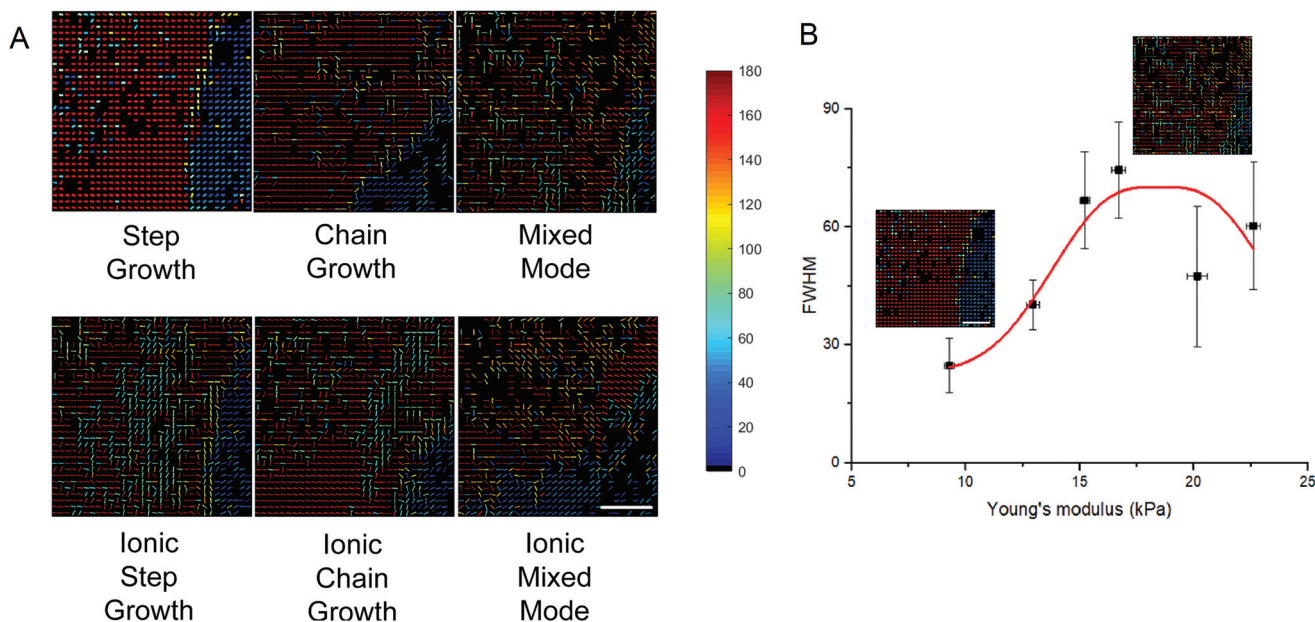 A
Step
Growth
Chain
Growth
Mixed
Mode
Ionic
Step
Growth
Ionic
Chain
Growth
Ionic
Mixed
Mode
180
160
140
120
100
80
60
40
20
0
B
FWHM
90
60
30
0
5
10
15
20
25
Young's modulus (kPa)